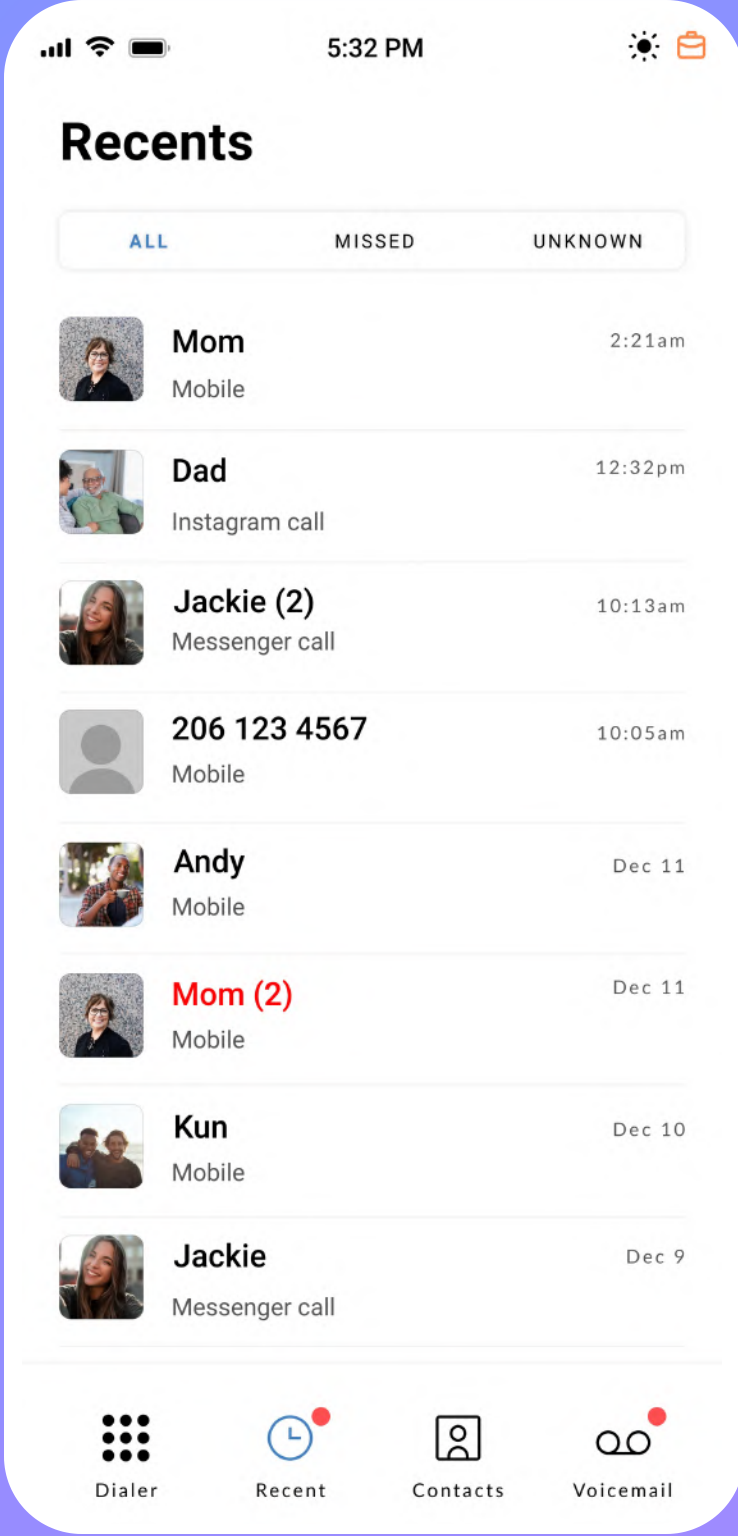 5:32 PM
Recents
ALL MISSED UNKNOWN
Mom 2:21am
Mobile
Dad 12:32pm
Instagram call
Jackie (2) 10:13am
Messenger call
206 123 4567 10:05am
Mobile
Andy Dec 11
Mobile
Mom (2) Dec 11
Mobile
Kun Dec 10
Mobile
Jackie Dec 9
Messenger call
Dialer Recent Contacts Voicemail